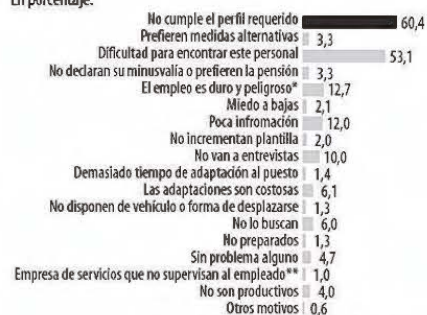 En porcentaje.
No cumple el perfil requerido 60,4
Prefieren medidas alternativas 3,3
Dificultad para encontrar este personal 53,1
No declaran su minusvalía o prefieren la pensión 3,3
El empleo es duro y peligroso* 12,7
Miedo a bajas 2,1
Poca infromación 12,0
No incrementan plantilla 2,0
No van a entrevistas 10,0
Demasiado tiempo de adaptación al puesto 1,4
Las adaptaciones son costosas 6,1
No disponen de vehículo o forma de desplazarse 1,3
No lo buscan 6,0
No preparados 1,3
Sin problema alguno 4,7
Empresa de servicios que no supervisan al empleado** 1,0
No son productivos 4,0
Otros motivos 0,6